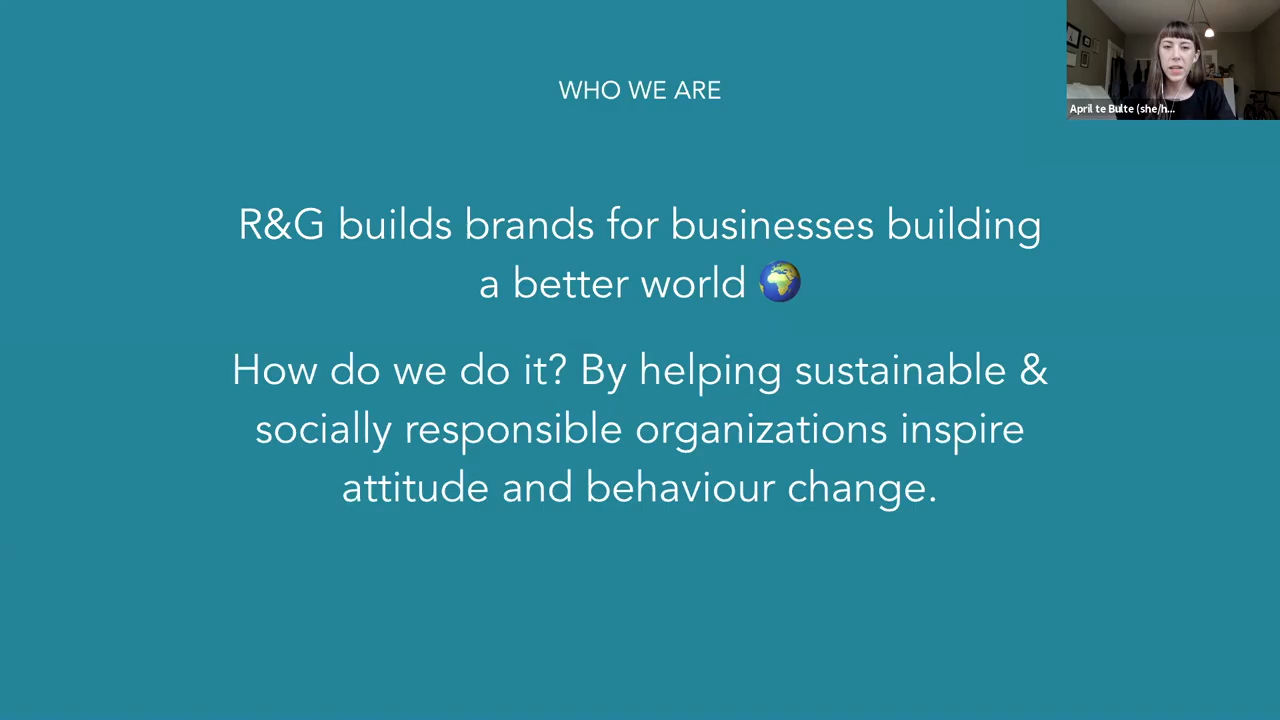 WHO WE ARE
R&G builds brands for businesses building
a better world 🌍
How do we do it? By helping sustainable &
socially responsible organizations inspire
attitude and behaviour change.
April te Bulte (she/h...